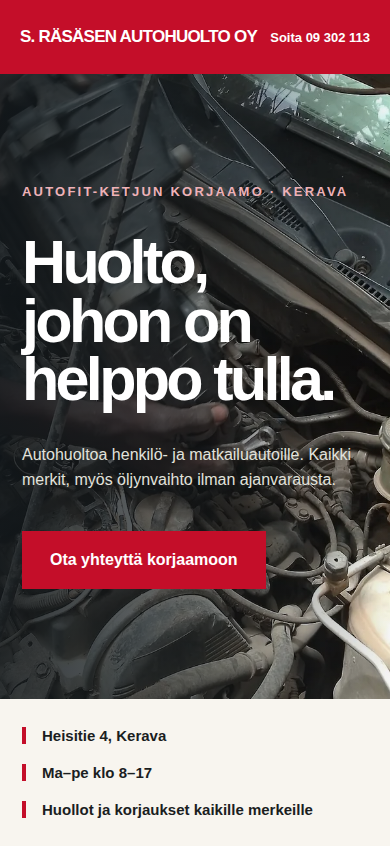 S. RÄSÄSEN AUTOHUOLTO OY Soita 09 302 113
AUTOFIT-KETJUN KORJAAMO · KERAVA
Huolto,
johon on
helppo tulla.
Autohuoltoa henkilö- ja matkailuautoille. Kaikki
merkit, myös öljynvaihto ilman ajanvarausta.
Ota yhteyttä korjaamoon
Heisitie 4, Kerava
Ma–pe klo 8–17
Huollot ja korjaukset kaikille merkeille